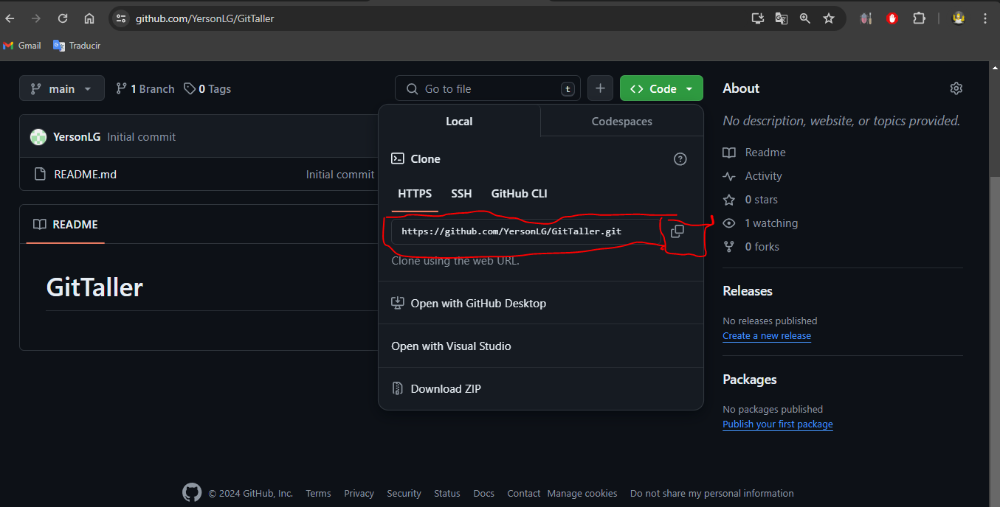 github.com/YersonLG/GitTaller
Gmail
Traducir
main
1 Branch
0 Tags
Go to file
t
Code
YersonLG Initial commit
README.md Initial commit
README
GitTaller
Local
Codespaces
Clone
HTTPS
SSH
GitHub CLI
https://github.com/YersonLG/GitTaller.git
Clone using the web URL.
Open with GitHub Desktop
Open with Visual Studio
Download ZIP
About
No description, website, or topics provided.
Readme
Activity
0 stars
1 watching
0 forks
Releases
No releases published
Create a new release
Packages
No packages published
Publish your first package
© 2024 GitHub, Inc. Terms Privacy Security Status Docs Contact Manage cookies Do not share my personal information